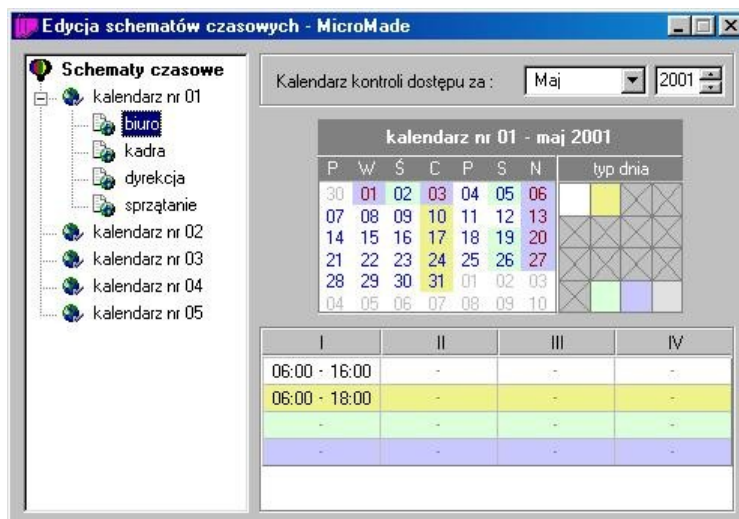 Edycja schematów czasowych - MicroMade
Schematy czasowe
kalendarz nr 01
biuro
kadra
dyrekcja
sprzątanie
kalendarz nr 02
kalendarz nr 03
kalendarz nr 04
kalendarz nr 05
Kalendarz kontroli dostępu za : Maj 2001
kalendarz nr 01 - maj 2001
P W Ś C P S N typ dnia
30 01 02 03 04 05 06
07 08 09 10 11 12 13
14 15 16 17 18 19 20
21 22 23 24 25 26 27
28 29 30 31 01 02 03
04 05 06 07 08 09 10
I II III IV
06:00 - 16:00 - - -
06:00 - 18:00 - - -
- - - -
- - - -